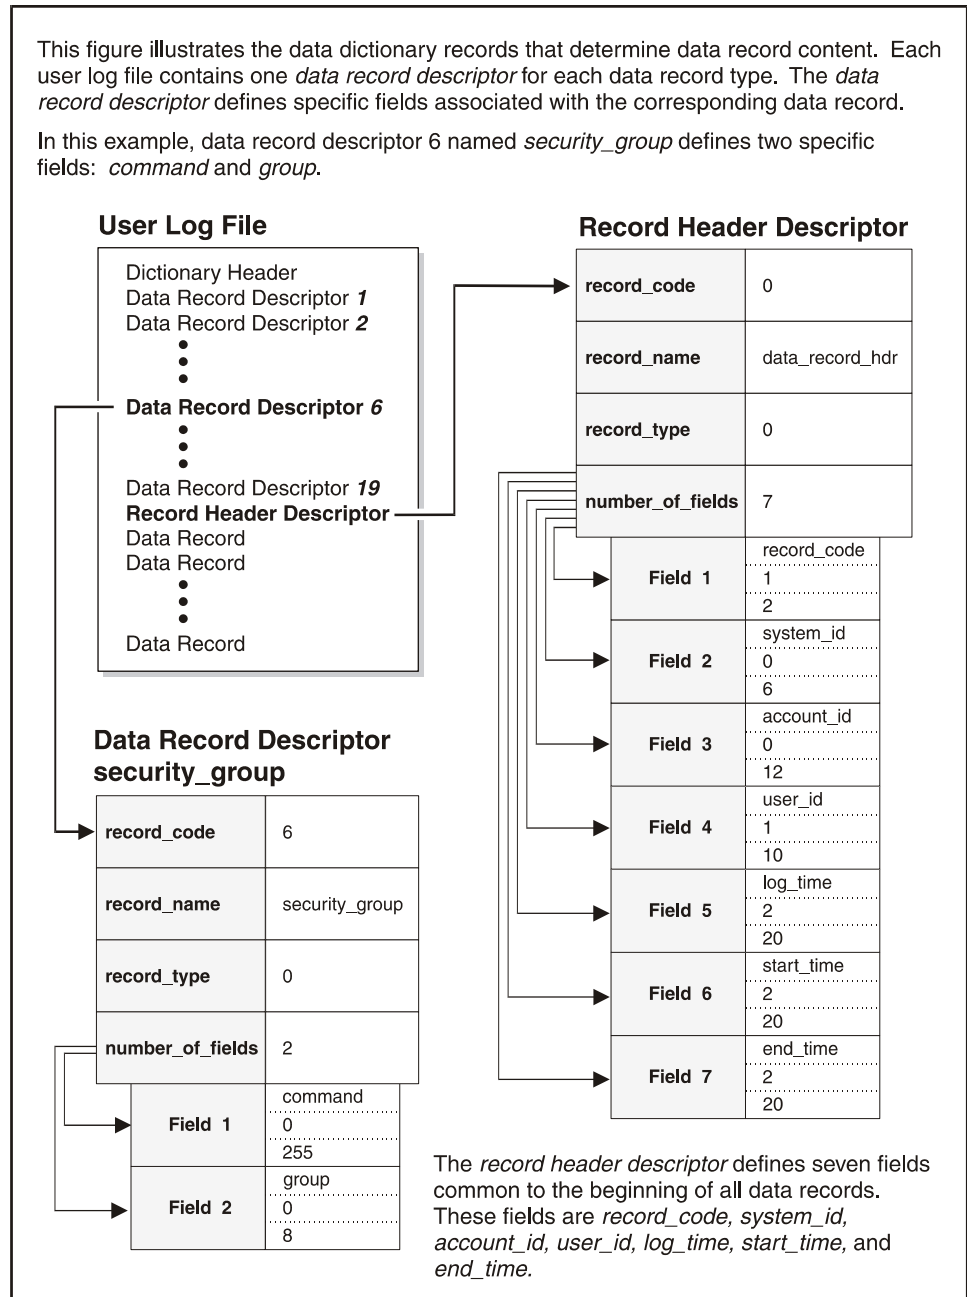 This figure illustrates the data dictionary records that determine data record content. Each
user log file contains one data record descriptor for each data record type. The data
record descriptor defines specific fields associated with the corresponding data record.
In this example, data record descriptor 6 named security_group defines two specific
fields: command and group.
User Log File
Dictionary Header
Data Record Descriptor 1
Data Record Descriptor 2
Data Record Descriptor 6
Data Record Descriptor 19
Record Header Descriptor
Data Record
Data Record
Data Record
Record Header Descriptor
record_code 0
record_name data_record_hdr
record_type 0
number_of_fields 7
Field 1
record_code
1
2
Field 2
system_id
0
6
Field 3
account_id
0
12
Field 4
user_id
1
10
Field 5
log_time
2
20
Field 6
start_time
2
20
Field 7
end_time
2
20
Data Record Descriptor
security_group
record_code 6
record_name security_group
record_type 0
number_of_fields 2
Field 1
command
0
255
Field 2
group
0
8
The record header descriptor defines seven fields
common to the beginning of all data records.
These fields are record_code, system_id,
account_id, user_id, log_time, start_time, and
end_time.